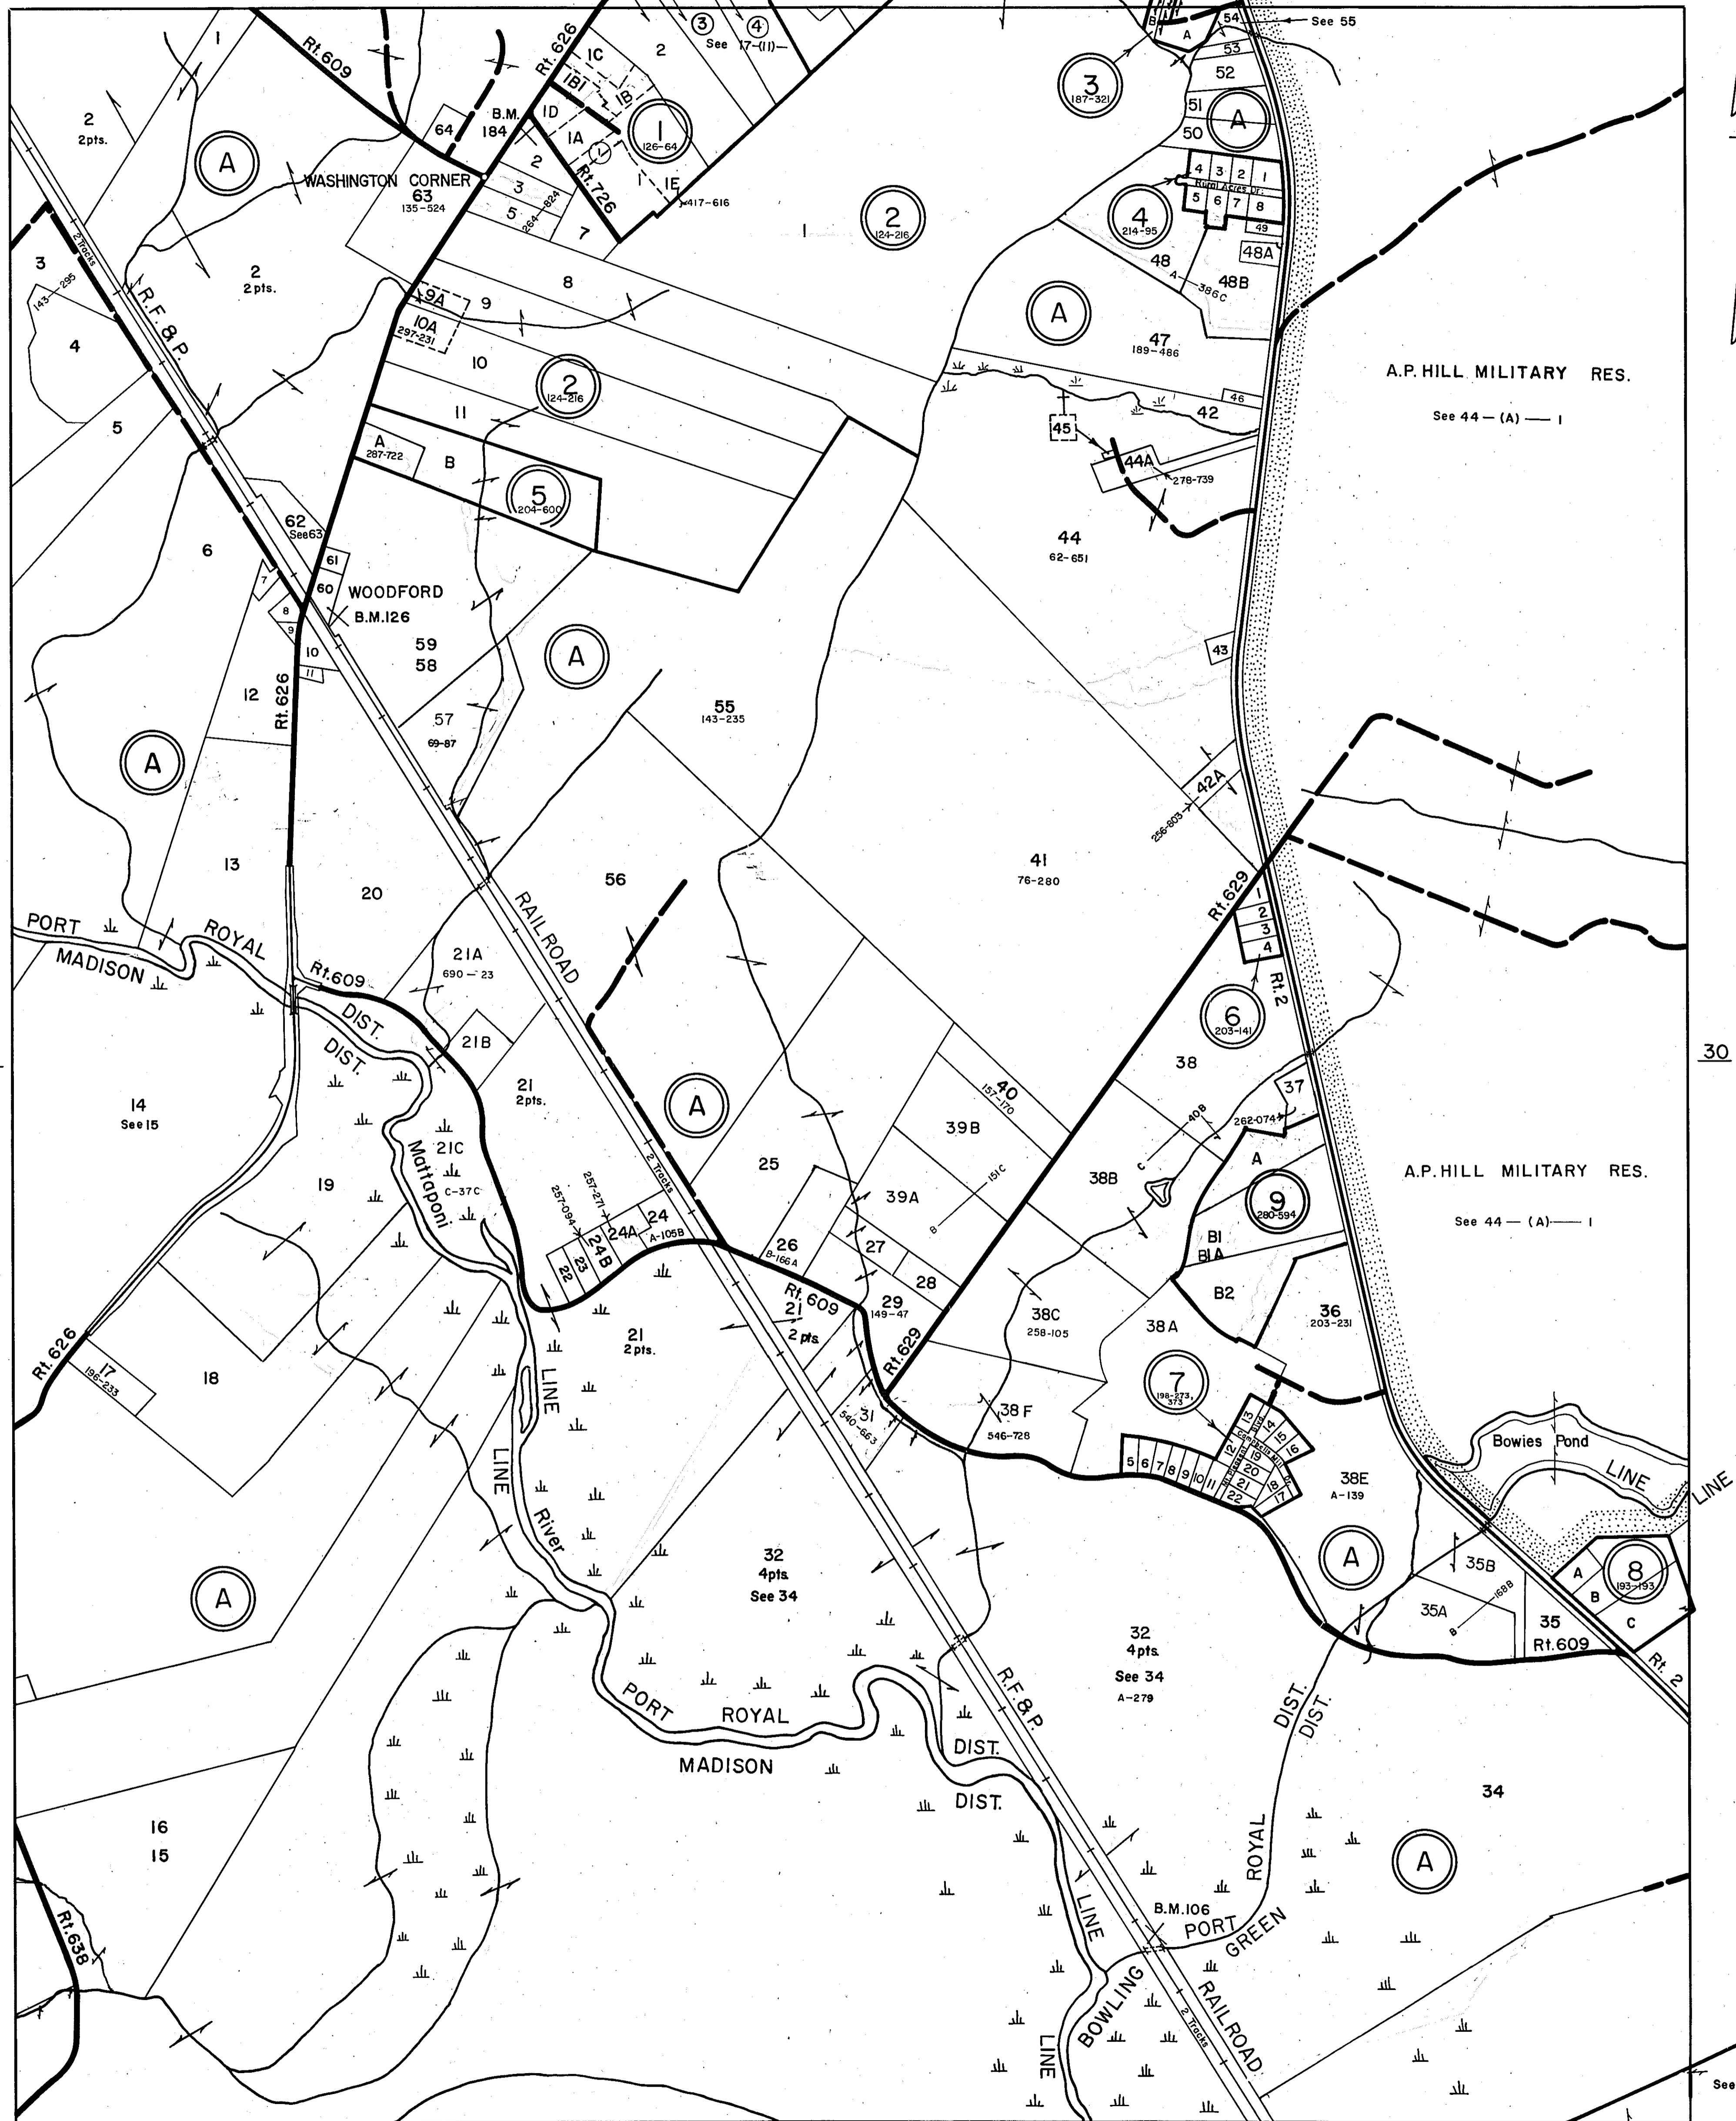 Rt.609
1
2
2pts.
A
64
B.M.
184
Rt. 626
1C
1B1
1B
1D
1A
1
1E
2
3
4
See 17-(11)-
1
126-64
WASHINGTON CORNER
63
135-524
2
3
5
264-824
7
Rt.726
417-616
8
1
2
124-216
3
187-321
B
A
54
See 55
53
52
51
50
A
4
3
2
1
Rural Acres Dr.
5
6
7
8
4
214-95
49
48A
48
A-386C
48B
A
47
189-486
46
42
45
44A
278-739
44
62-651
43
A.P. HILL MILITARY RES.
See 44-(A)-1
2 Tracks
R.F. & P.
3
143-295
4
5
6
2
2pts.
9A
9
10A
297-231
10
2
124-216
11
A
287-722
B
5
204-600
62
See63
61
60
WOODFORD
B.M.126
59
58
7
8
9
10
11
12
Rt.626
A
57
69-87
A
55
143-235
42A
256-803
41
76-280
13
20
56
RAILROAD
PORT ROYAL
MADISON
DIST.
DIST.
Rt.609
21A
690-23
21B
21
2pts.
A
14
See15
19
Mattaponi
21C
C-37C
257-094
257-271
22
23
24B
24A
24
A-105B
2 Tracks
25
26
B-166A
27
28
29
149-47
39A
39B
B-151C
40
157-170
Rt.629
1
2
3
4
Rt. 2
6
203-141
38
37
262-074
C-40B
38B
A
9
280-594
B1
B1A
B2
36
203-231
38A
38C
258-105
A.P. HILL MILITARY RES.
See 44-(A)-1
30
Rt. 626
17
196-233
18
21
2pts.
Rt. 609
21
2 pts.
Rt.629
31
540-663
38 F
546-728
7
198-273,
373
5
6
7
8
9
10
11
12
13
14
15
16
Campbells Mill
Dr.
19
20
21
22
18
17
38E
A-139
A
Bowies Pond
LINE
LINE
LINE
LINE
River
32
4pts.
See 34
A
32
4pts.
See 34
A-279
35B
35A
B-168B
35
Rt.609
8
193-193
A
B
C
Rt. 2
PORT ROYAL
MADISON
DIST.
DIST.
R.F. & P.
DIST.
DIST.
ROYAL
34
A
16
15
Rt.638
LINE
B.M.106
PORT
GREEN
BOWLING
LINE
2 Tracks
RAILROAD
See